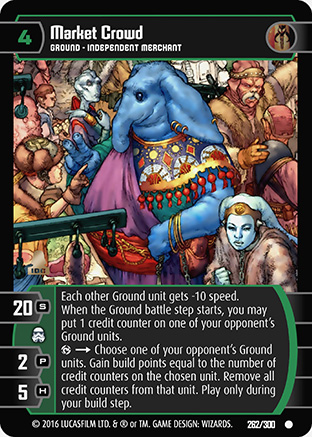 4
Market Crowd
GROUND · INDEPENDENT MERCHANT
20 S
2 P
5 H
Each other Ground unit gets -10 speed.
When the Ground battle step starts, you may
put 1 credit counter on one of your opponent's
Ground units.
→ Choose one of your opponent's Ground
units. Gain build points equal to the number of
credit counters on the chosen unit. Remove all
credit counters from that unit. Play only during
your build step.
© 2016 LUCASFILM LTD. & ® or TM. GAME DESIGN: WIZARDS.
262/300